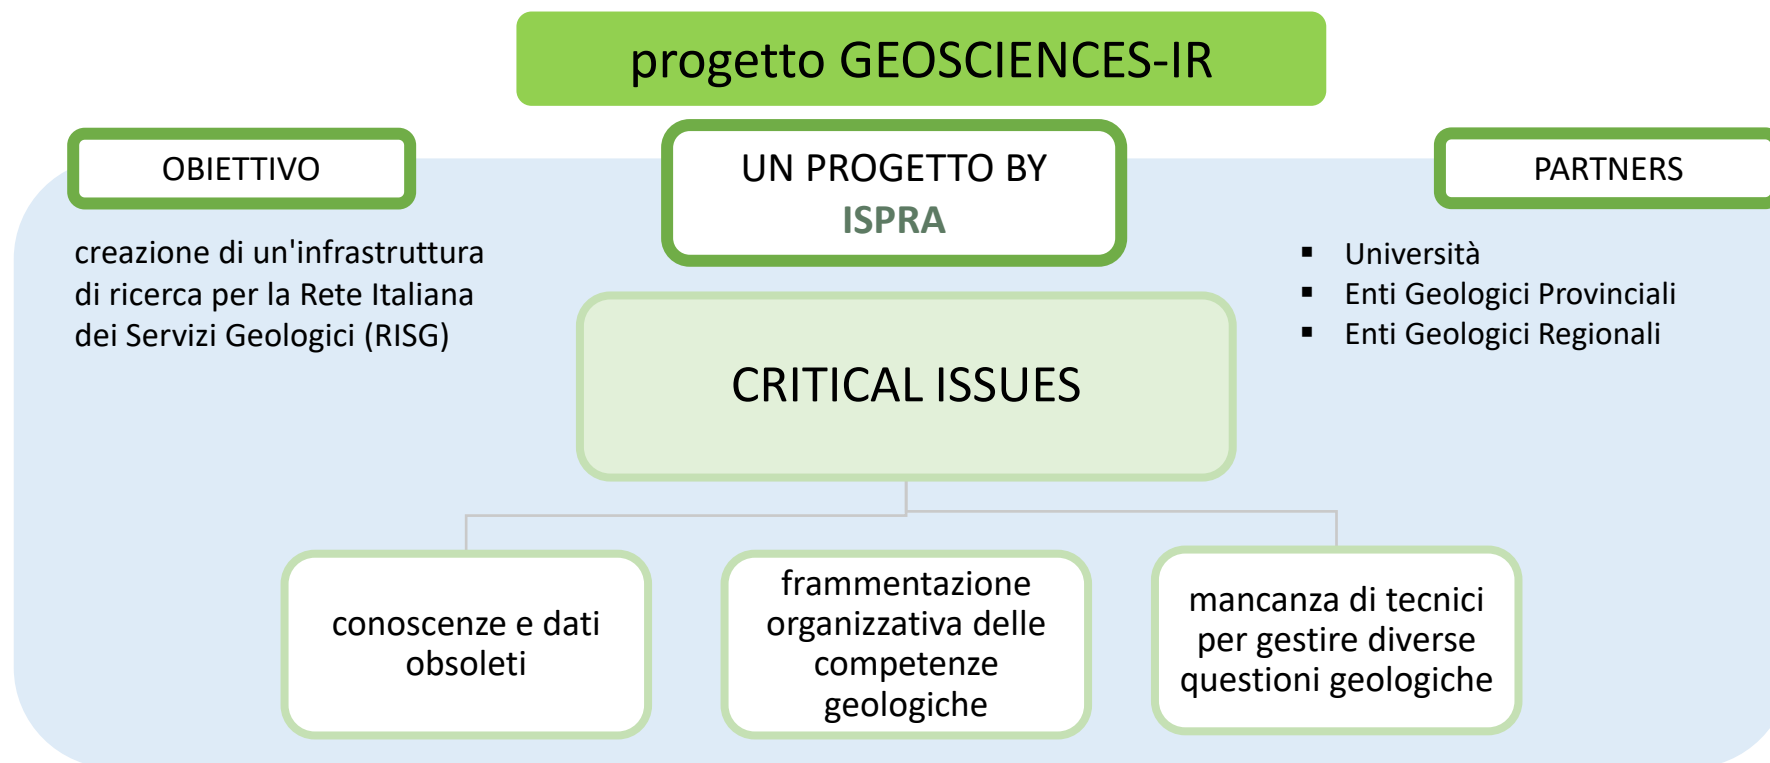 progetto GEOSCIENCES-IR
OBIETTIVO
creazione di un'infrastruttura
di ricerca per la Rete Italiana
dei Servizi Geologici (RISG)
UN PROGETTO BY
ISPRA
PARTNERS
▪ Università
▪ Enti Geologici Provinciali
▪ Enti Geologici Regionali
CRITICAL ISSUES
conoscenze e dati
obsoleti
frammentazione
organizzativa delle
competenze
geologiche
mancanza di tecnici
per gestire diverse
questioni geologiche